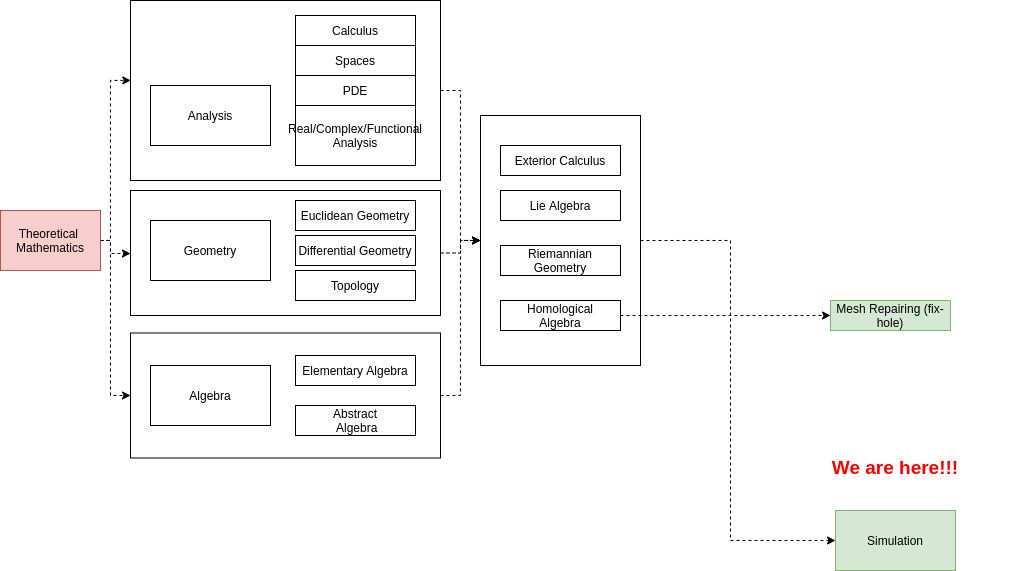 Theoretical
Mathematics
Analysis
Calculus
Spaces
PDE
Real/Complex/Functional
Analysis
Geometry
Euclidean Geometry
Differential Geometry
Topology
Algebra
Elementary Algebra
Abstract
Algebra
Exterior Calculus
Lie Algebra
Riemannian
Geometry
Homological
Algebra
Mesh Repairing (fix-
hole)
We are here!!!
Simulation